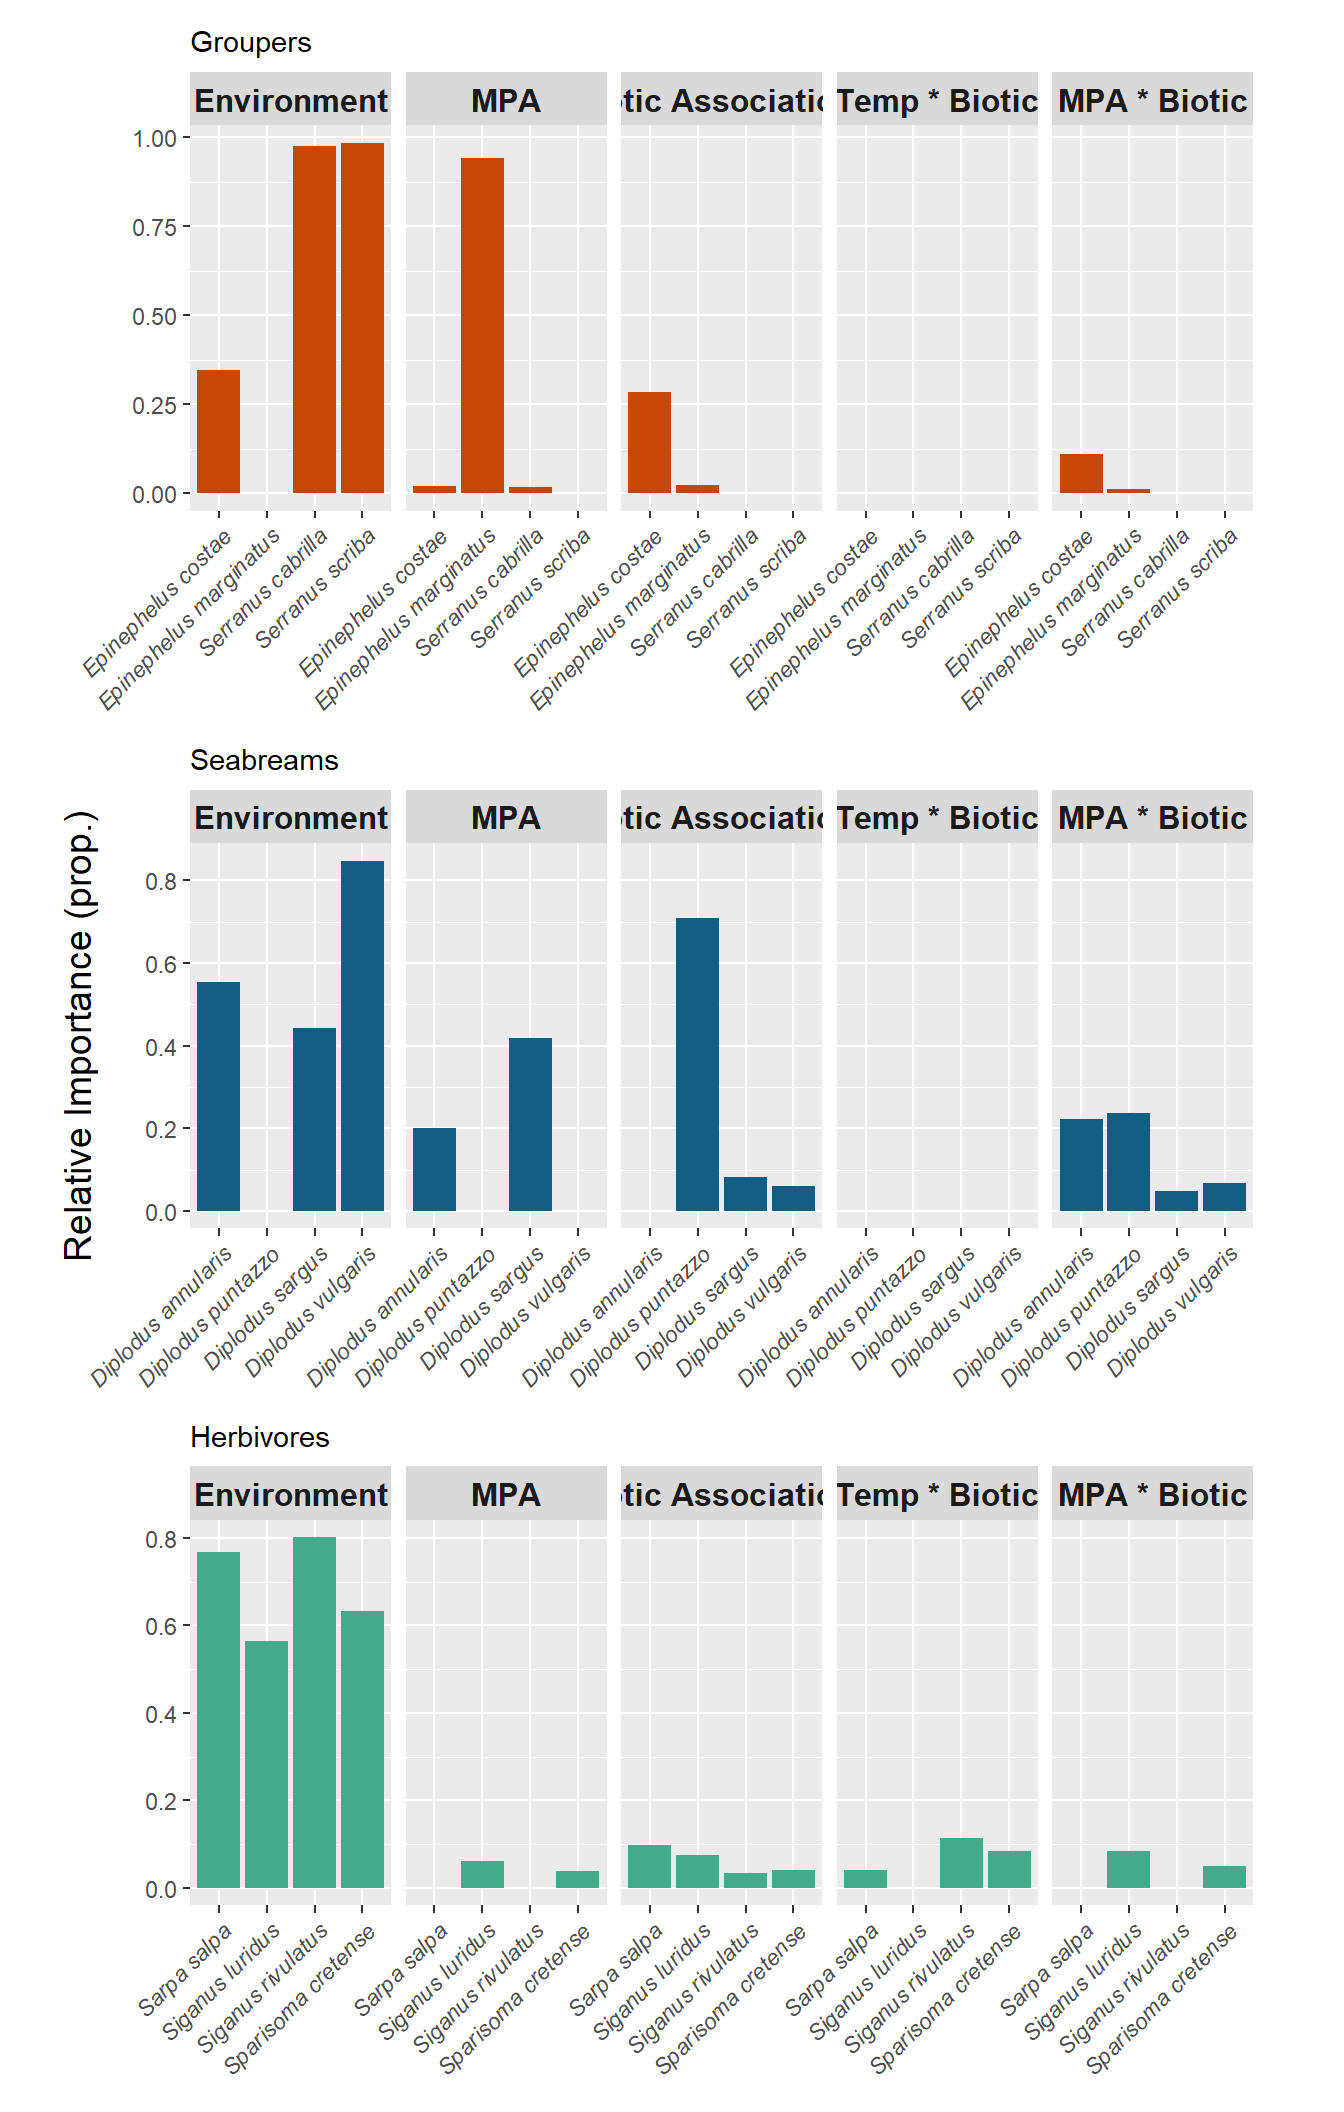 Groupers
Environment MPA otic Associatio Temp * Biotic MPA * Biotic
1.00
0.75
0.50
0.25
0.00
Epinephelus costae Epinephelus marginatus Serranus cabrilla Serranus scriba Epinephelus costae Epinephelus marginatus Serranus cabrilla Serranus scriba Epinephelus costae Epinephelus marginatus Serranus cabrilla Serranus scriba Epinephelus costae Epinephelus marginatus Serranus cabrilla Serranus scriba Epinephelus costae Epinephelus marginatus Serranus cabrilla Serranus scriba
Relative Importance (prop.)
Seabreams
Environment MPA otic Associatio Temp * Biotic MPA * Biotic
0.8
0.6
0.4
0.2
0.0
Diplodus annularis Diplodus puntazzo Diplodus sargus Diplodus vulgaris Diplodus annularis Diplodus puntazzo Diplodus sargus Diplodus vulgaris Diplodus annularis Diplodus puntazzo Diplodus sargus Diplodus vulgaris Diplodus annularis Diplodus puntazzo Diplodus sargus Diplodus vulgaris Diplodus annularis Diplodus puntazzo Diplodus sargus Diplodus vulgaris
Herbivores
Environment MPA otic Associatio Temp * Biotic MPA * Biotic
0.8
0.6
0.4
0.2
0.0
Sarpa salpa Siganus luridus Siganus rivulatus Sparisoma cretense Sarpa salpa Siganus luridus Siganus rivulatus Sparisoma cretense Sarpa salpa Siganus luridus Siganus rivulatus Sparisoma cretense Sarpa salpa Siganus luridus Siganus rivulatus Sparisoma cretense Sarpa salpa Siganus luridus Siganus rivulatus Sparisoma cretense